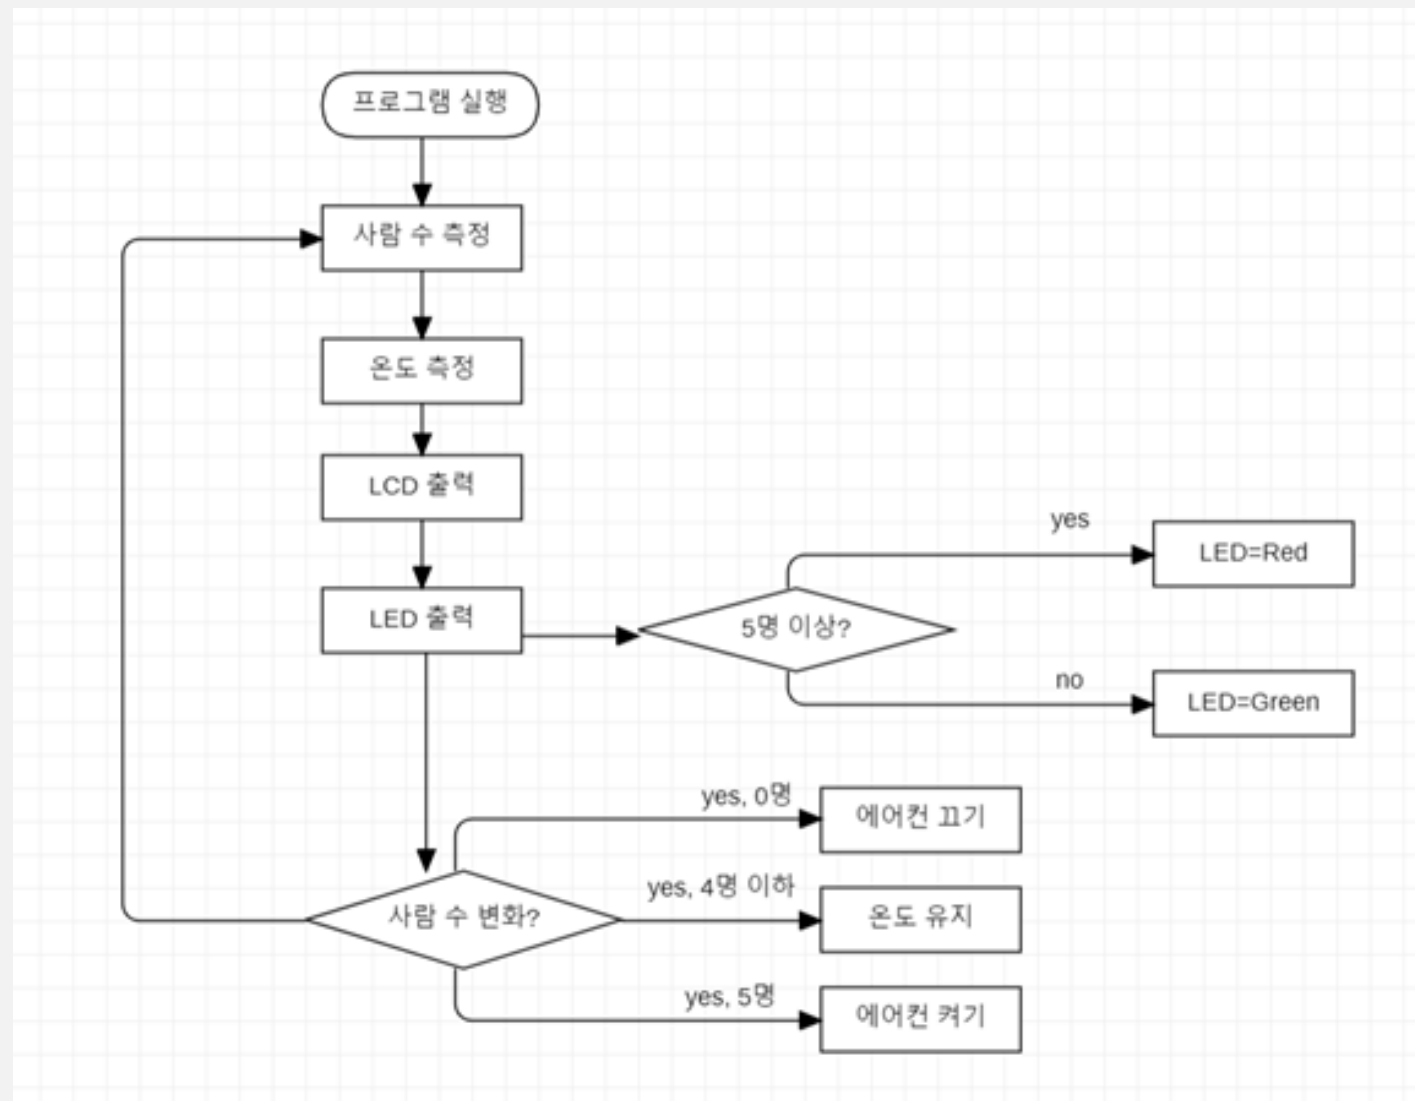 프로그램 실행
사람 수 측정
온도 측정
LCD 출력
LED 출력
5명 이상?
yes
LED=Red
no
LED=Green
사람 수 변화?
yes, 0명
에어컨 끄기
yes, 4명 이하
온도 유지
yes, 5명
에어컨 켜기